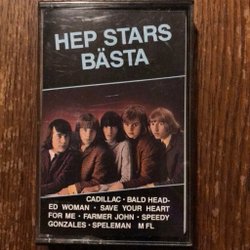 HEP STARS
BÄSTA
CADILLAC · BALD HEAD-
ED WOMAN · SAVE YOUR HEART
FOR ME · FARMER JOHN · SPEEDY
GONZALES · SPELEMAN M FL